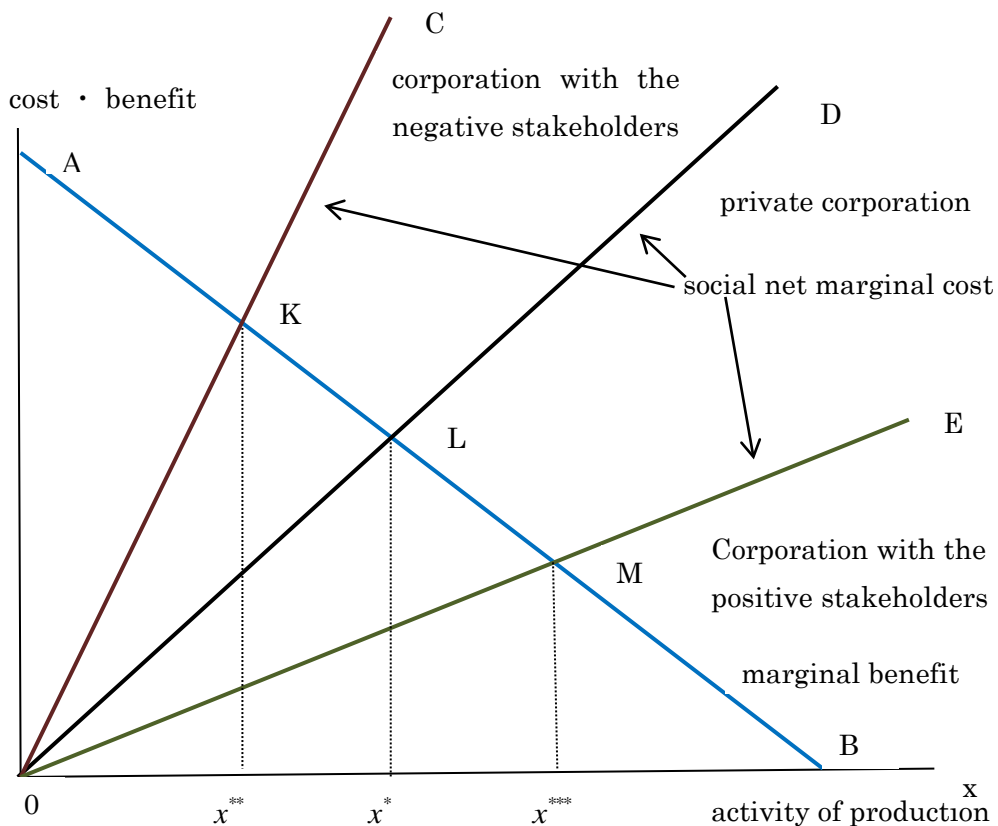 C
corporation with the
negative stakeholders
cost ・ benefit
D
A
private corporation
social net marginal cost
K
E
L
Corporation with the
positive stakeholders
M
marginal benefit
B
0
x**
x*
x***
x
activity of production